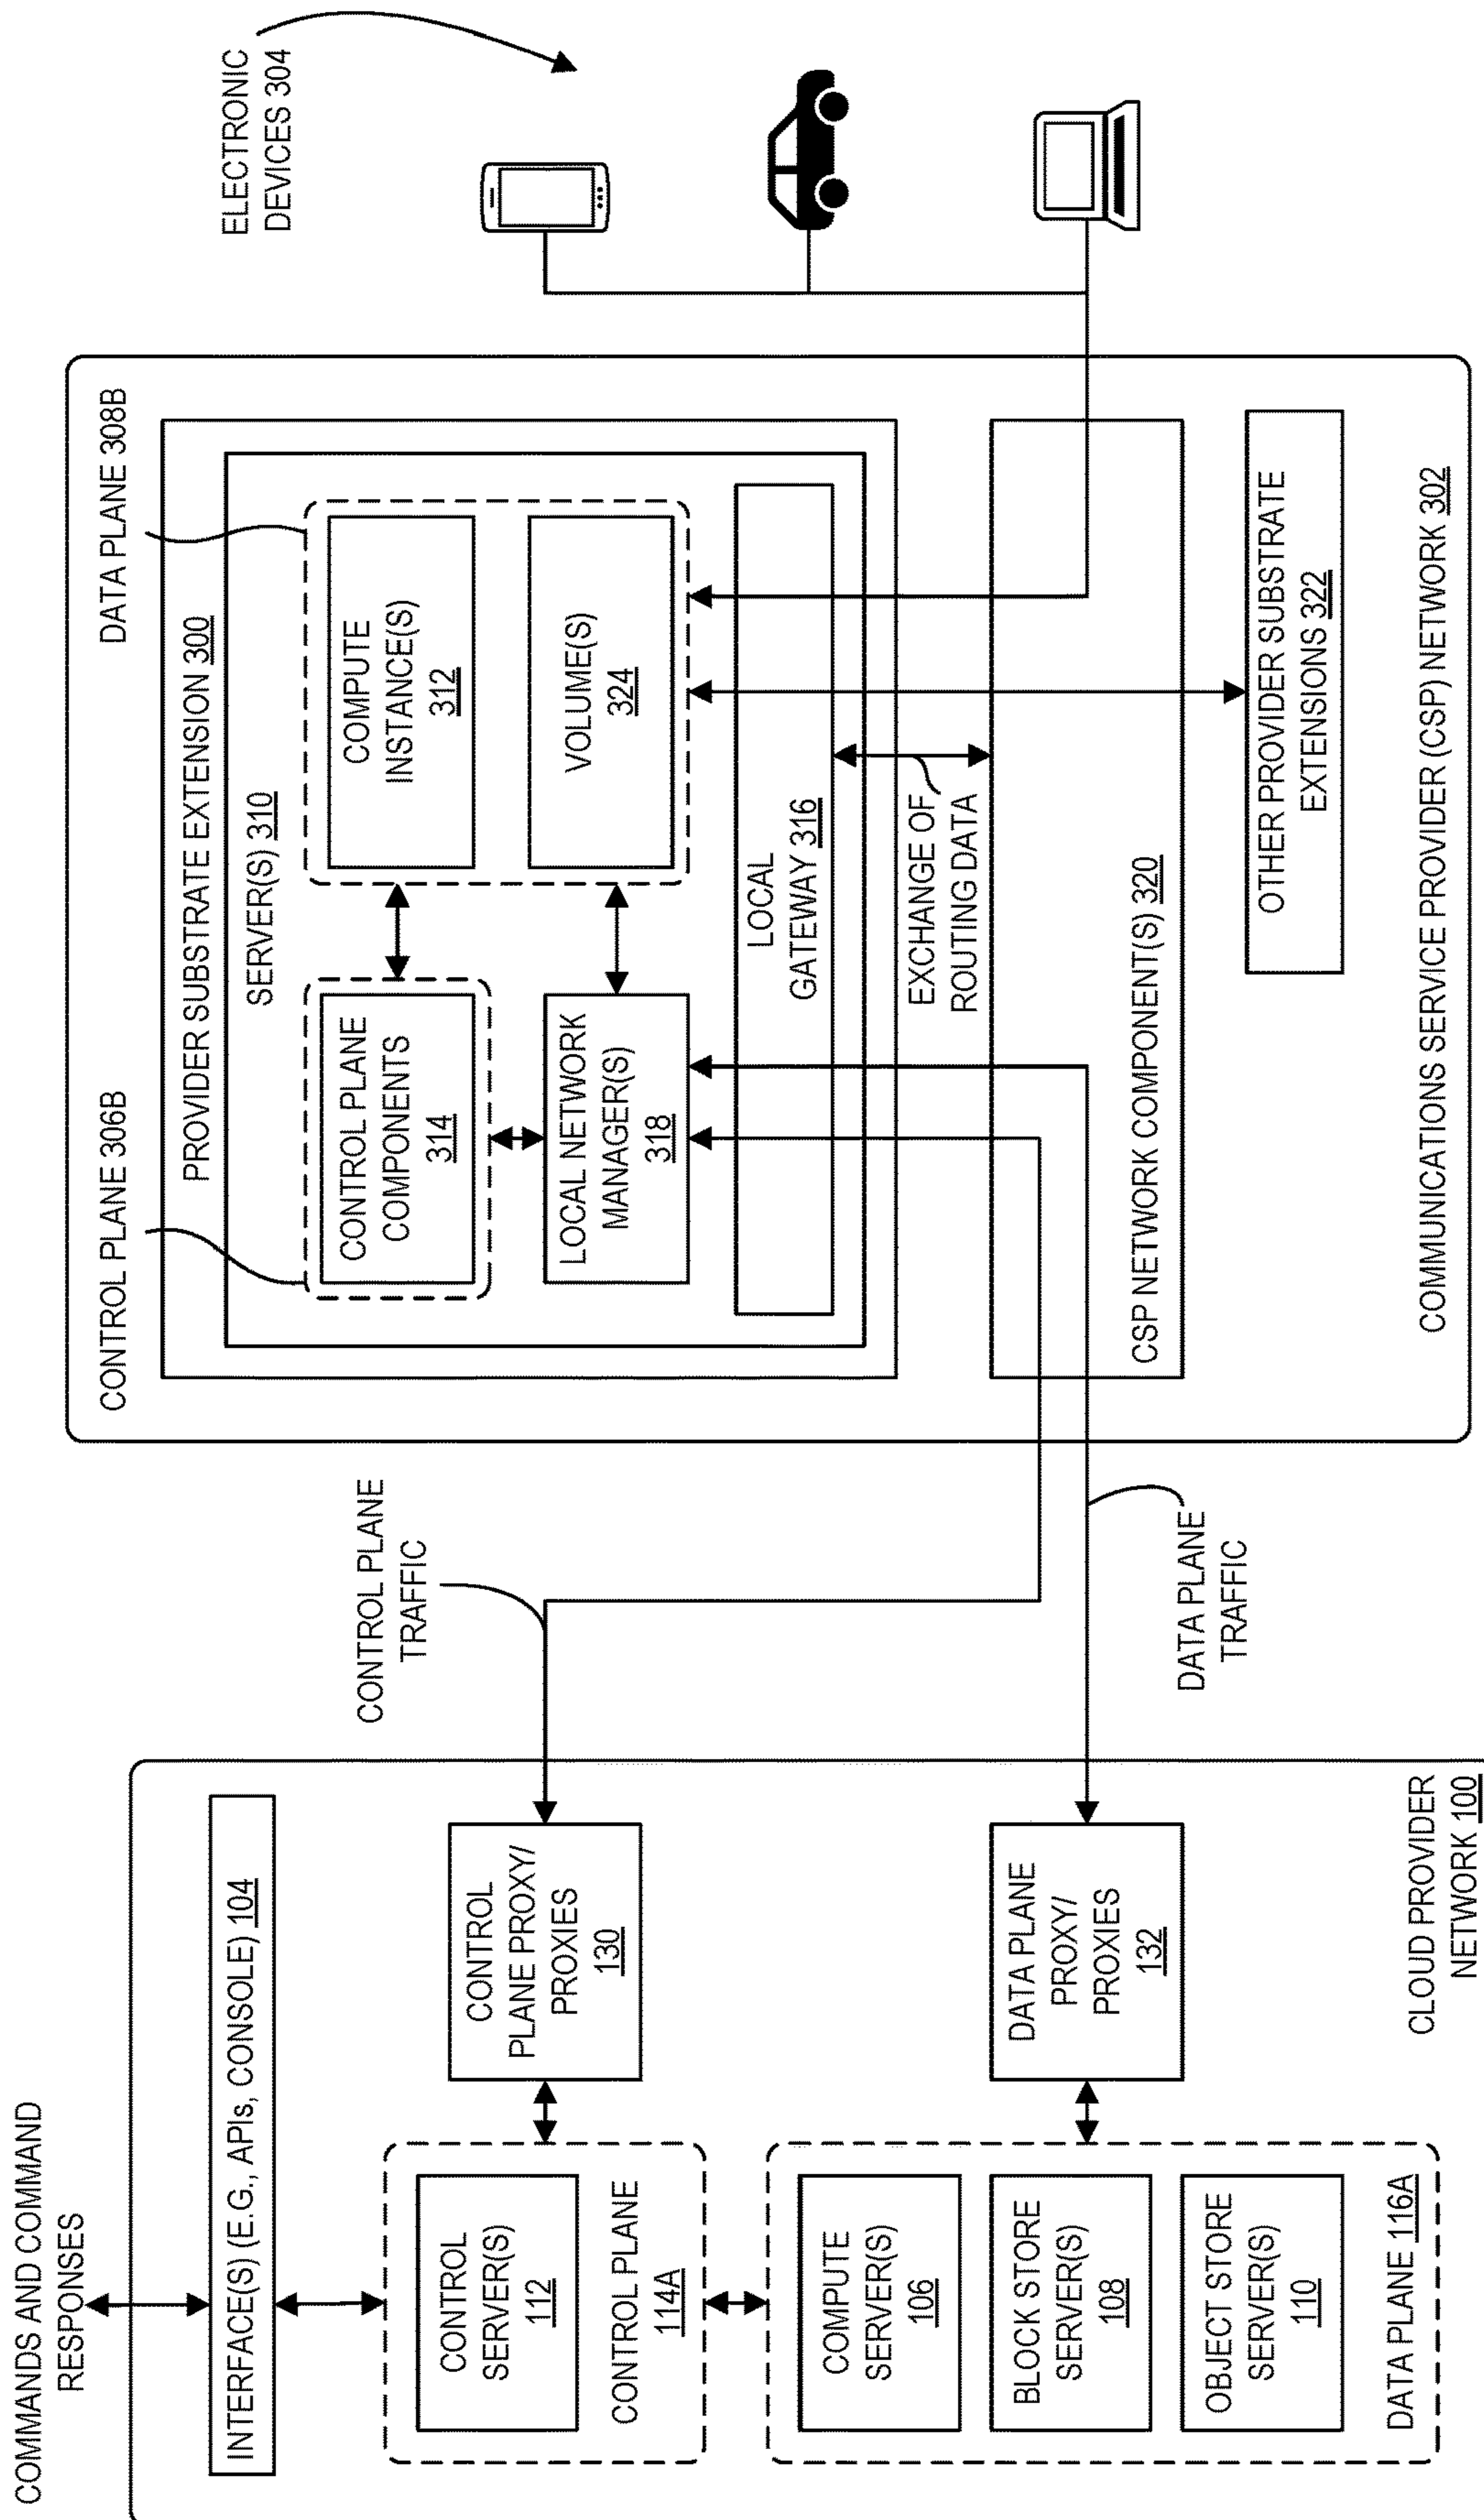 COMMANDS AND COMMAND
RESPONSES
INTERFACE(S) (E.G., APIs, CONSOLE) 104
CONTROL
SERVER(S)
112
CONTROL PLANE
114A
COMPUTE
SERVER(S)
106
BLOCK STORE
SERVER(S)
108
OBJECT STORE
SERVER(S)
110
DATA PLANE 116A
CONTROL
PLANE PROXY/
PROXIES
130
DATA PLANE
PROXY/
PROXIES
132
CLOUD PROVIDER
NETWORK 100
CONTROL PLANE
TRAFFIC
DATA PLANE
TRAFFIC
CONTROL PLANE 306B
DATA PLANE 308B
PROVIDER SUBSTRATE EXTENSION 300
SERVER(S) 310
CONTROL PLANE
COMPONENTS
314
COMPUTE
INSTANCE(S)
312
LOCAL NETWORK
MANAGER(S)
318
VOLUME(S)
324
LOCAL
GATEWAY 316
EXCHANGE OF
ROUTING DATA
CSP NETWORK COMPONENT(S) 320
OTHER PROVIDER SUBSTRATE
EXTENSIONS 322
COMMUNICATIONS SERVICE PROVIDER (CSP) NETWORK 302
ELECTRONIC
DEVICES 304